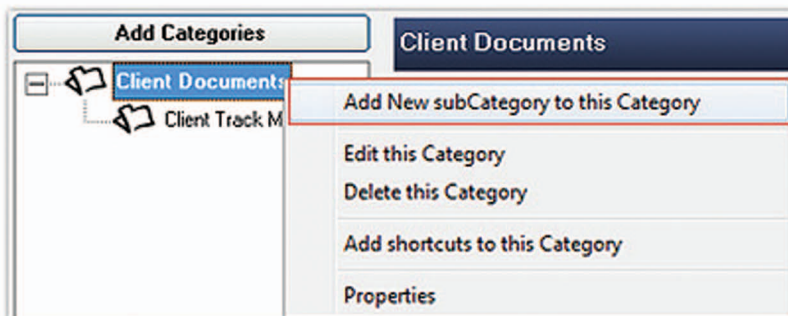 Add Categories
Client Documents
Client Documents
Client Track M
Add New subCategory to this Category
Edit this Category
Delete this Category
Add shortcuts to this Category
Properties